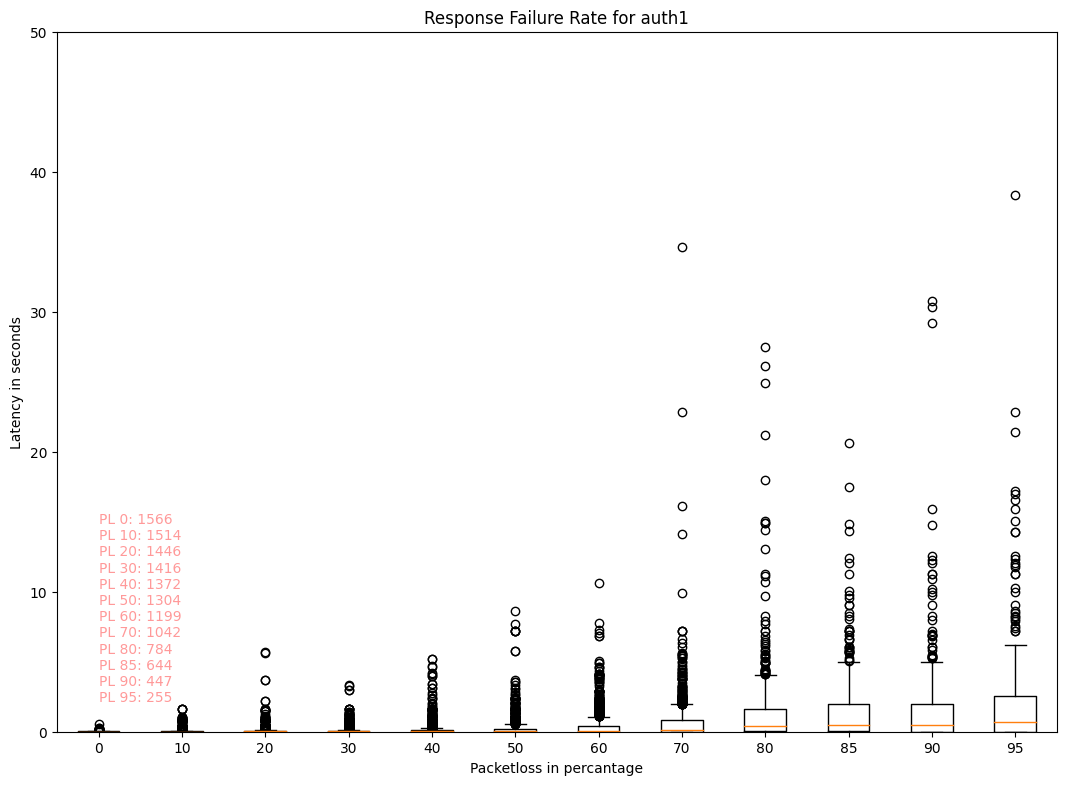 Response Failure Rate for auth1
50
40
30
20
10
0
Latency in seconds
PL 0: 1566
PL 10: 1514
PL 20: 1446
PL 30: 1416
PL 40: 1372
PL 50: 1304
PL 60: 1199
PL 70: 1042
PL 80: 784
PL 85: 644
PL 90: 447
PL 95: 255
0 10 20 30 40 50 60 70 80 85 90 95
Packetloss in percantage